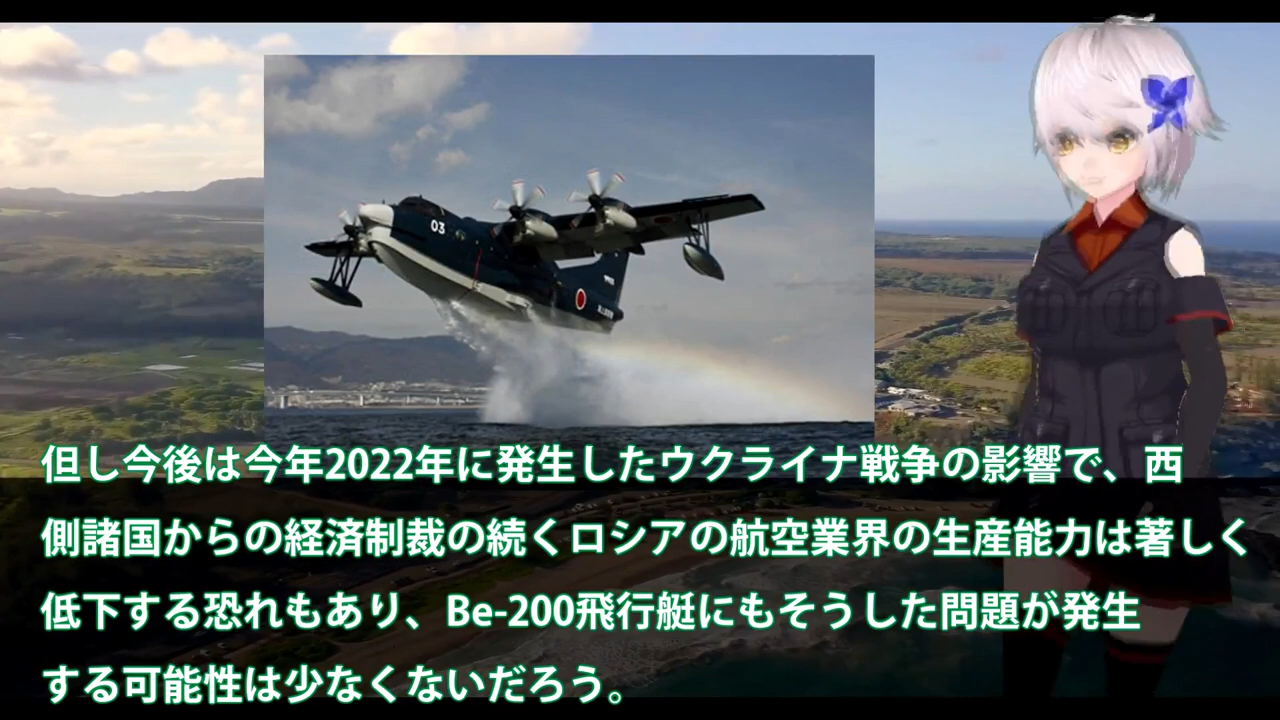 03
但し今後は今年2022年に発生したウクライナ戦争の影響で、西
側諸国からの経済制裁の続くロシアの航空業界の生産能力は著しく
低下する恐れもあり、Be-200飛行艇にもそうした問題が発生
する可能性は少なくないだろう。